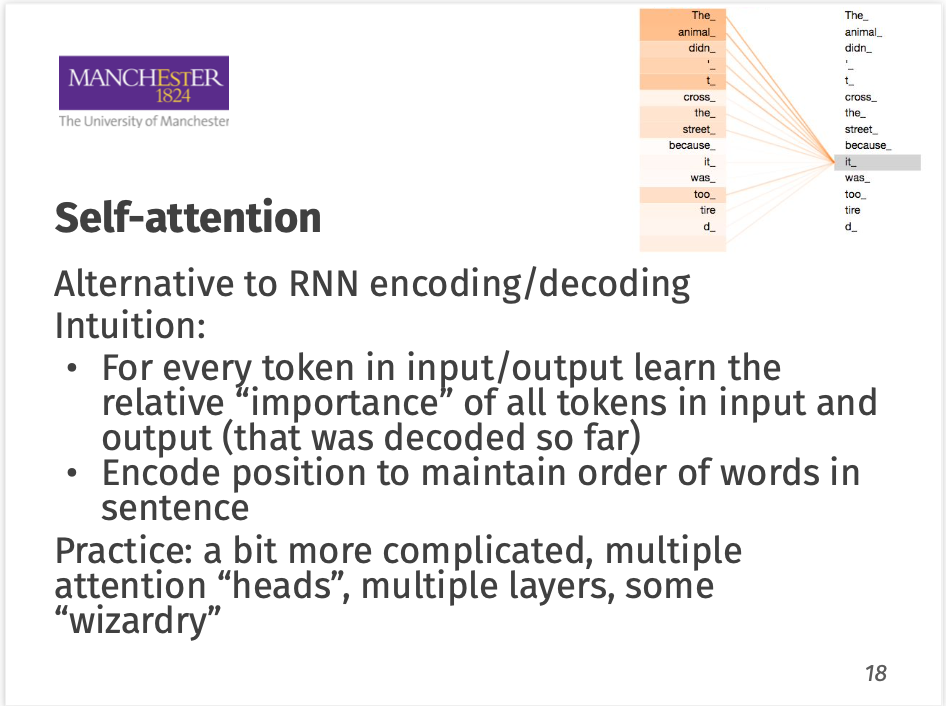 MANCHESTER
1824
The University of Manchester
The_ The_
animal_ animal_
didn_ didn_
'_ '_
t_ t_
cross_ cross_
the_ the_
street_ street_
because_ because_
it_ it_
was_ was_
too_ too_
tire tire
d_ d_
Self-attention
Alternative to RNN encoding/decoding
Intuition:
• For every token in input/output learn the
relative “importance” of all tokens in input and
output (that was decoded so far)
• Encode position to maintain order of words in
sentence
Practice: a bit more complicated, multiple
attention “heads”, multiple layers, some
“wizardry”
18